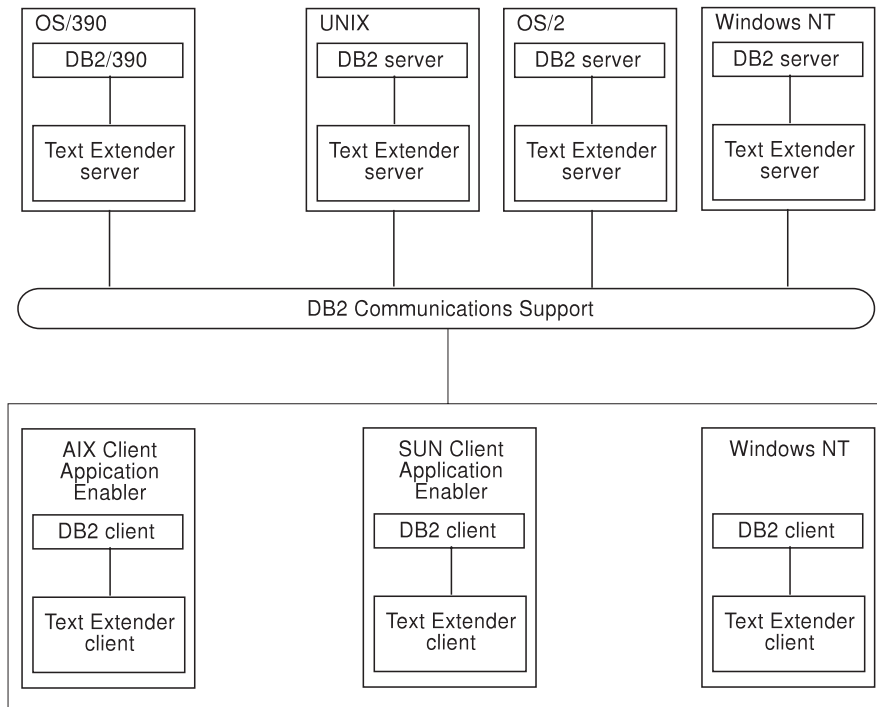 OS/390
DB2/390
Text Extender
server
UNIX
DB2 server
Text Extender
server
OS/2
DB2 server
Text Extender
server
Windows NT
DB2 server
Text Extender
server
DB2 Communications Support
AIX Client
Appication
Enabler
DB2 client
Text Extender
client
SUN Client
Application
Enabler
DB2 client
Text Extender
client
Windows NT
DB2 client
Text Extender
client